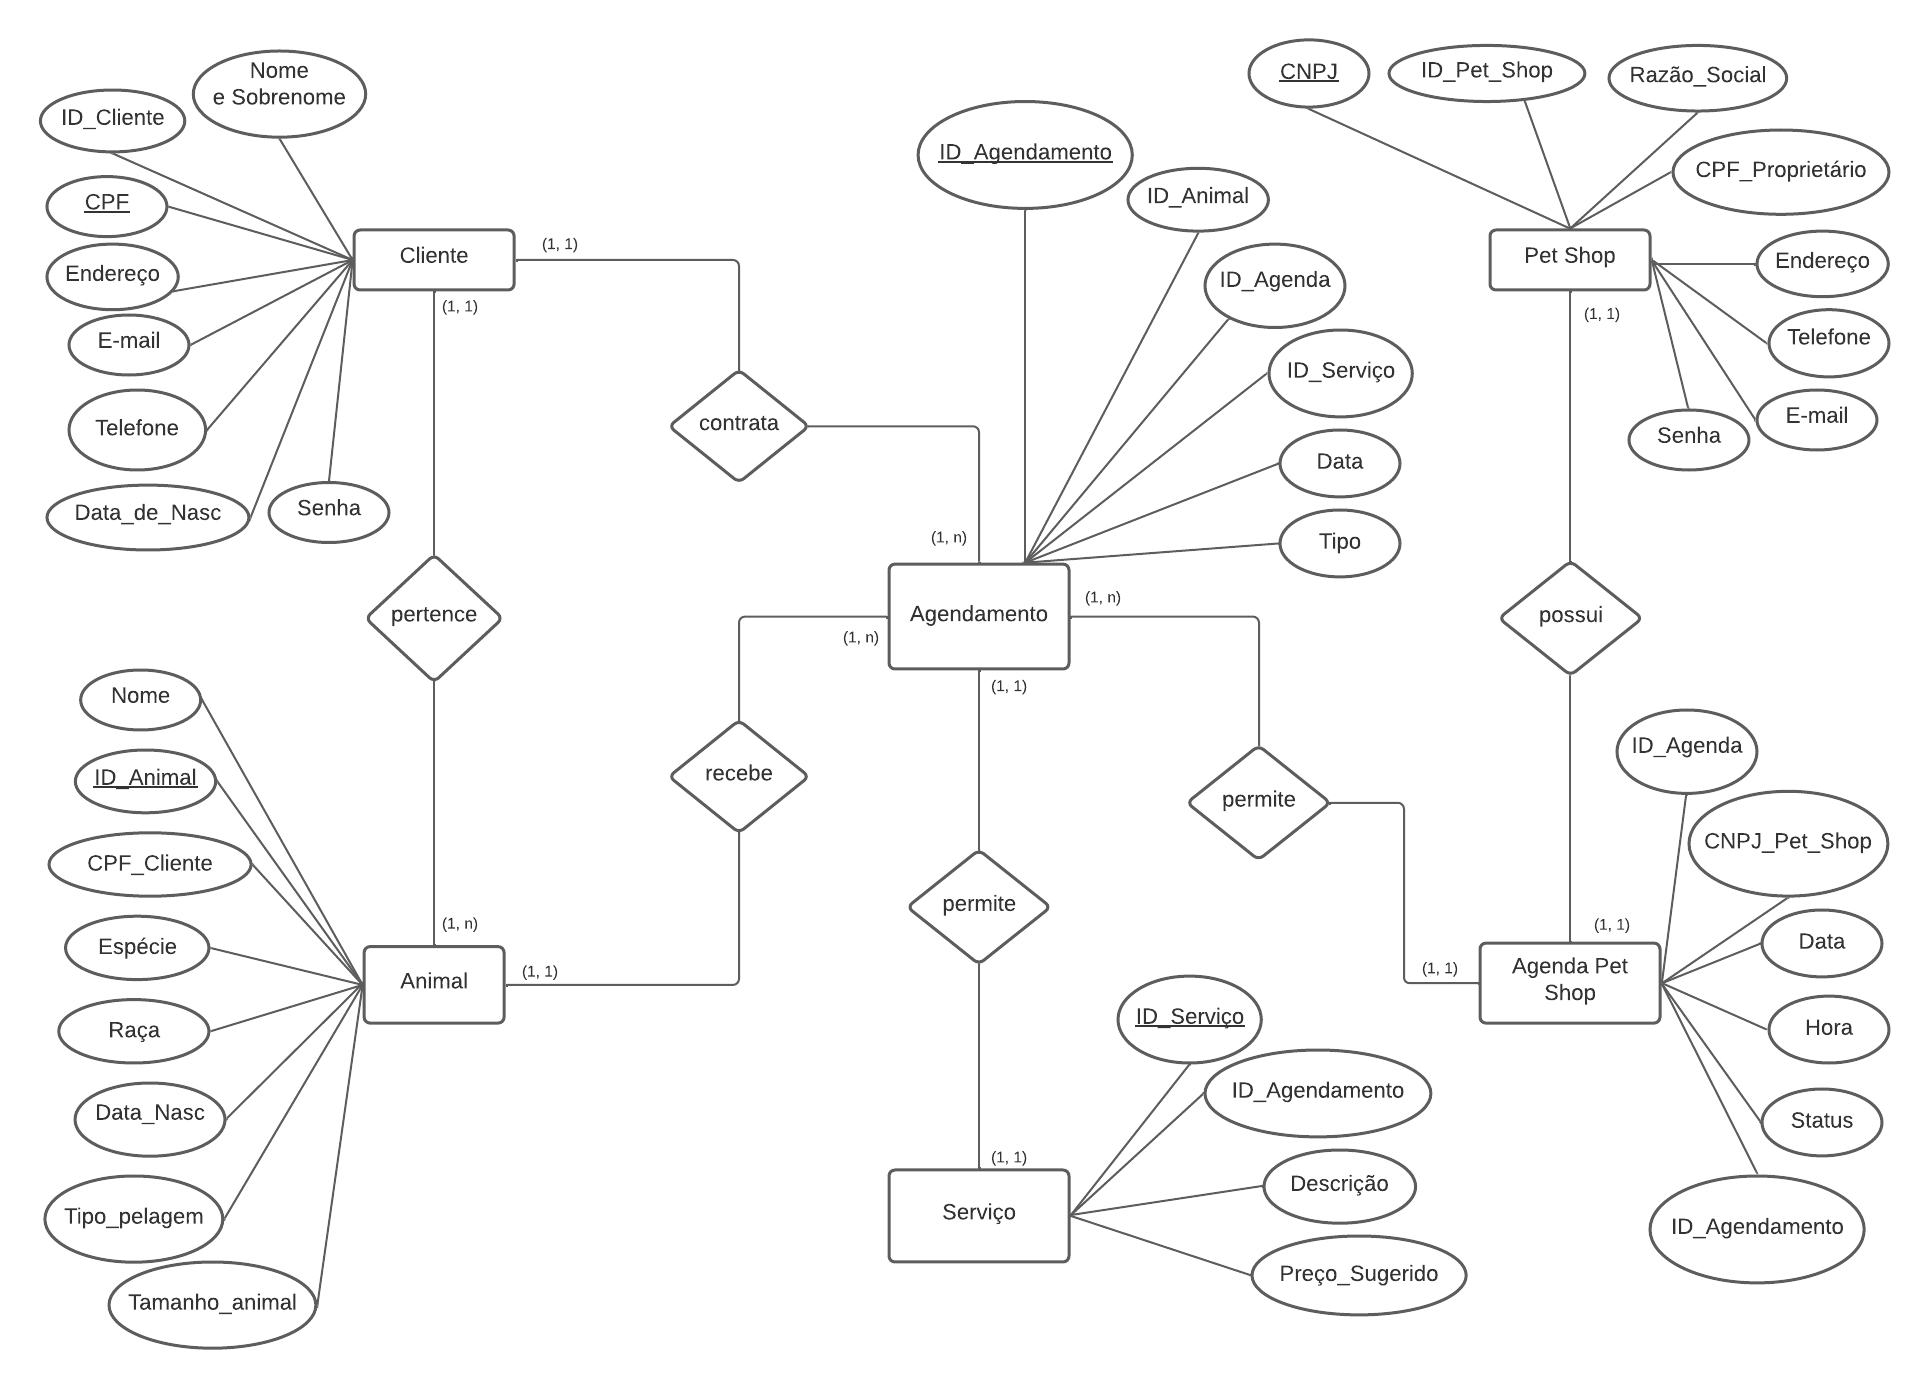 Nome
e Sobrenome
ID_Cliente
CPF
Endereço
E-mail
Telefone
Data_de_Nasc
Senha
Cliente
(1, 1)
(1, 1)
contrata
pertence
(1, n)
Nome
ID_Animal
CPF_Cliente
Espécie
Raça
Data_Nasc
Tipo_pelagem
Tamanho_animal
Animal
(1, 1)
recebe
(1, n)
(1, n)
ID_Agendamento
ID_Animal
ID_Agenda
ID_Serviço
Data
Tipo
Agendamento
(1, n)
(1, 1)
permite
permite
(1, 1)
Serviço
ID_Serviço
ID_Agendamento
Descrição
Preço_Sugerido
CNPJ
ID_Pet_Shop
Razão_Social
CPF_Proprietário
Pet Shop
Endereço
Telefone
E-mail
Senha
(1, 1)
possui
(1, 1)
(1, 1)
Agenda Pet
Shop
ID_Agenda
CNPJ_Pet_Shop
Data
Hora
Status
ID_Agendamento